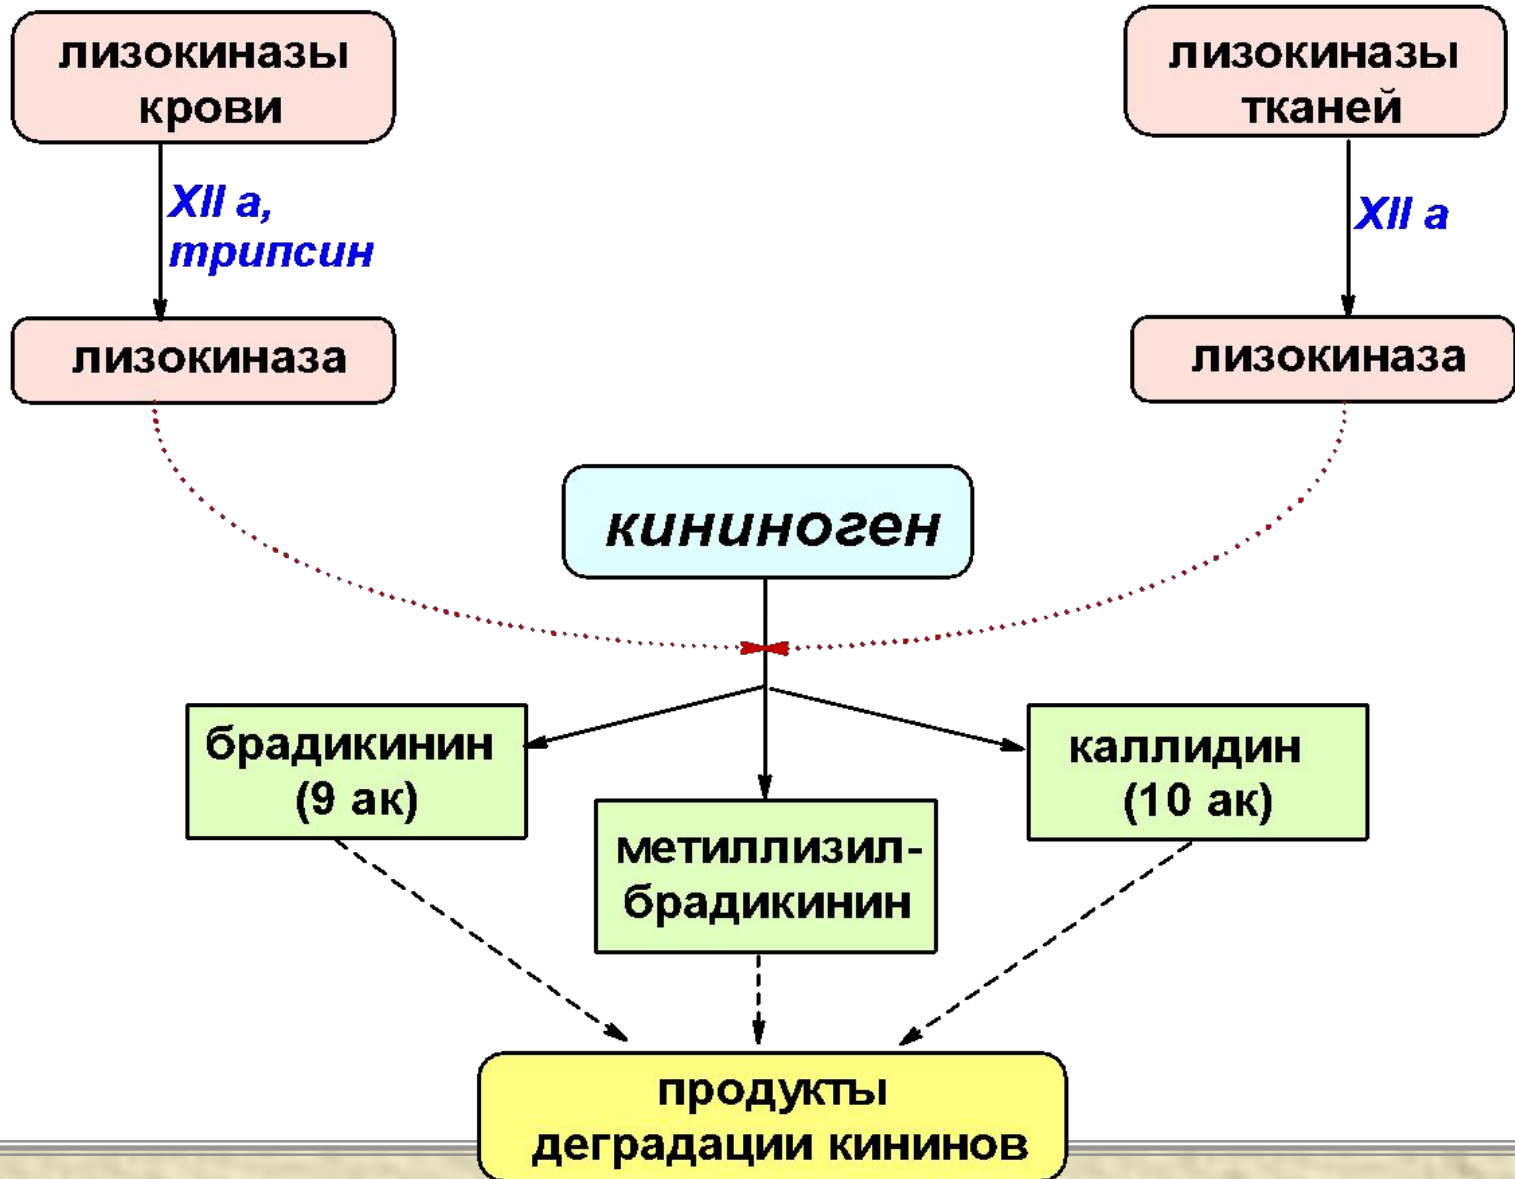 лизокиназы
крови
лизокиназы
тканей
XII а,
трипсин
XII а
лизокиназа
лизокиназа
кининоген
брадикинин
(9 ак)
метиллизил-
брадикинин
каллидин
(10 ак)
продукты
деградации кининов